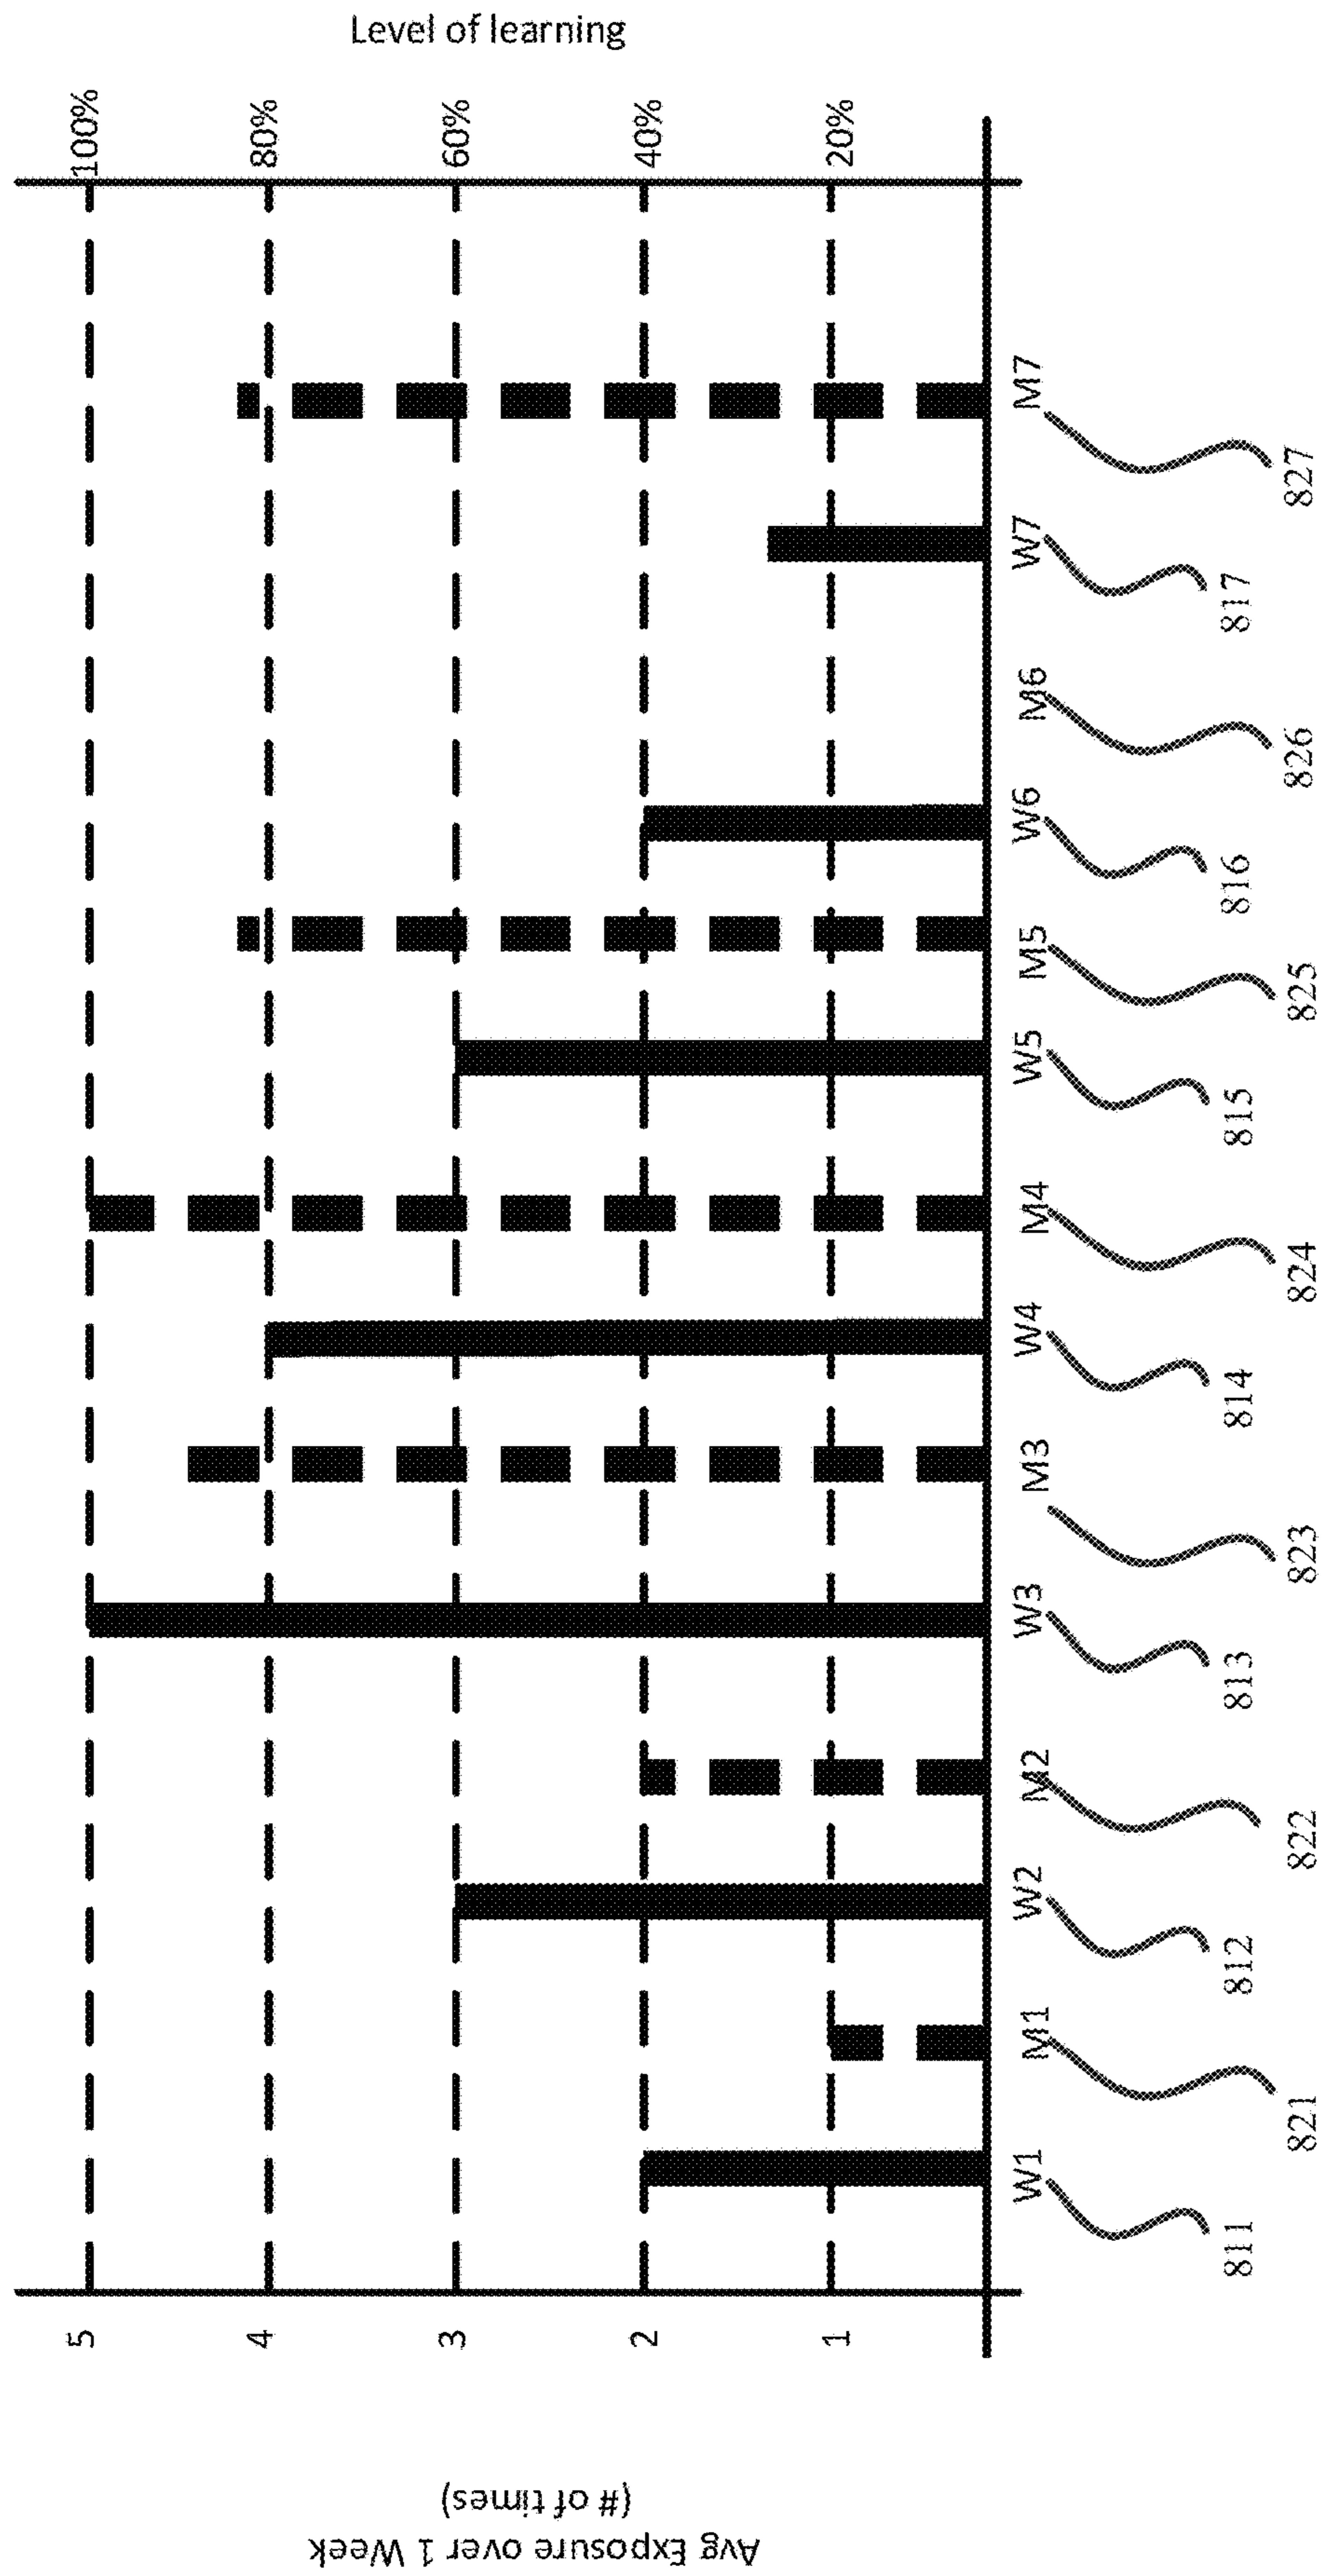 Avg Exposure over 1 Week
(# of times)
Level of learning
5
4
3
2
1
100%
80%
60%
40%
20%
W1
M1
W2
M2
W3
M3
W4
M4
W5
M5
W6
M6
W7
M7
811
821
812
822
813
823
814
824
815
825
816
826
817
827